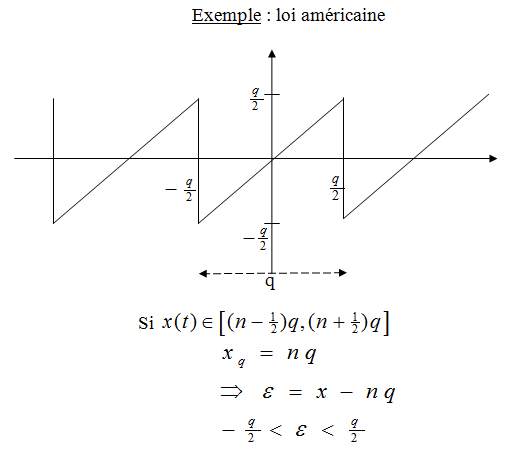 Exemple : loi américaine
q/2
− q/2
q/2
− q/2
q
Si x(t) ∈ [(n − 1/2)q, (n + 1/2)q]
x_q = n q
⇒ ε = x − n q
− q/2 < ε < q/2